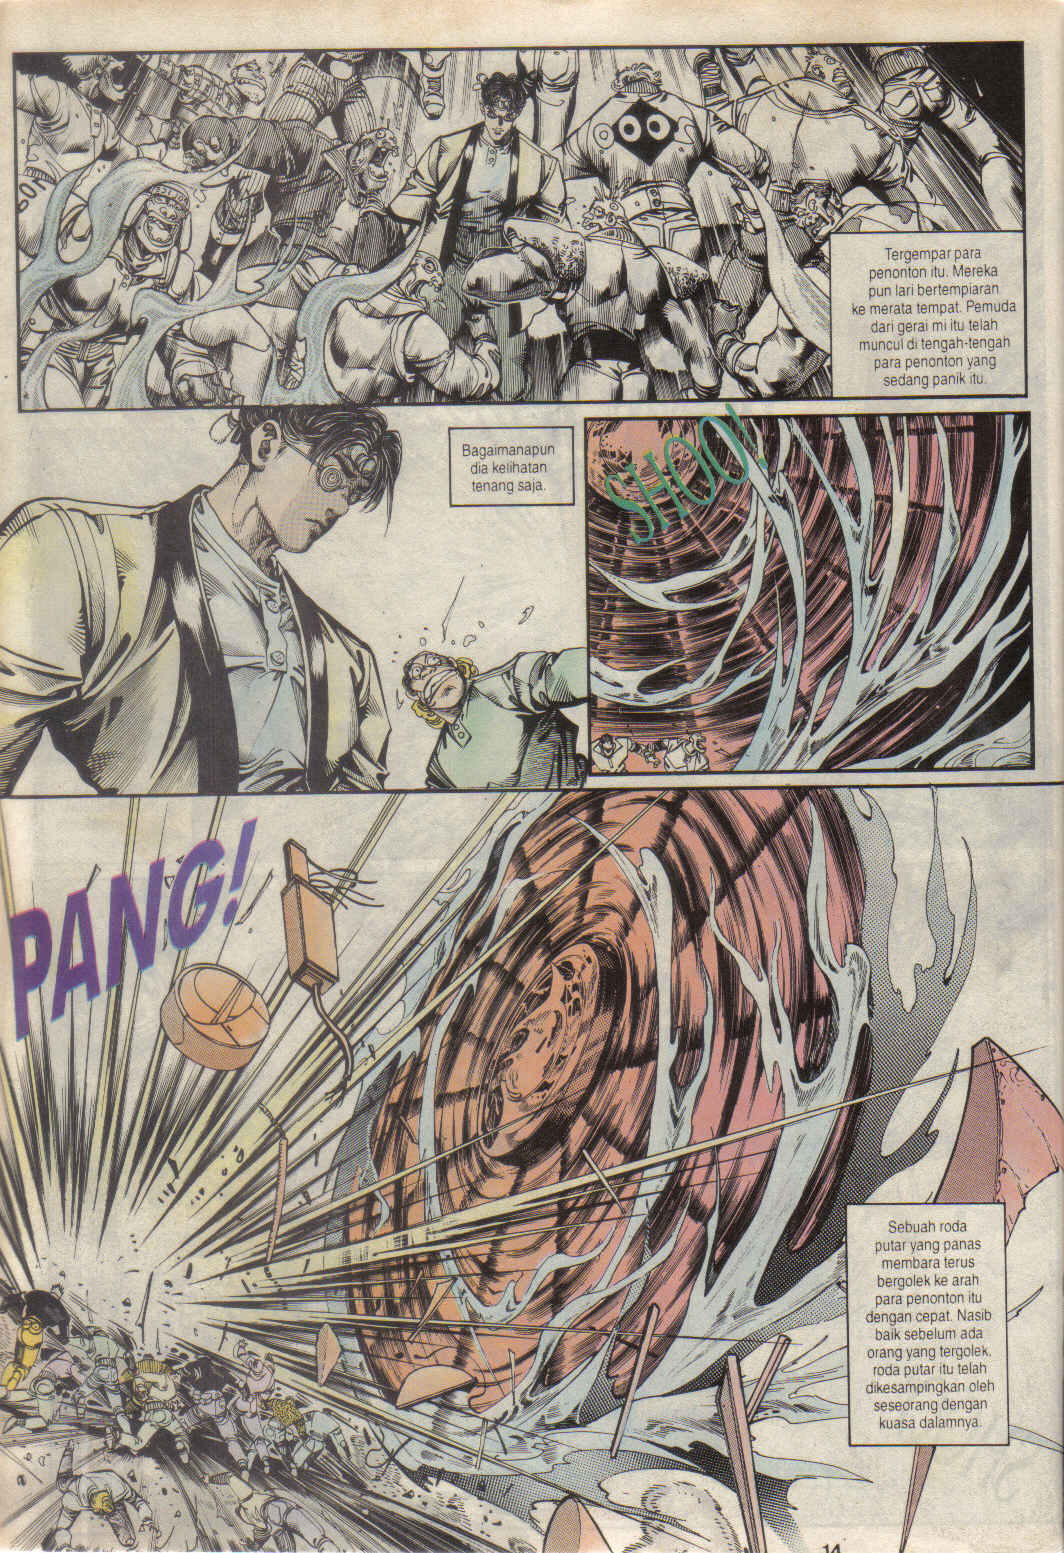 Tergempar para
penonton itu. Mereka
pun lari bertempiaran
ke merata tempat. Pemuda
dari gerai mi itu telah
muncul di tengah-tengah
para penonton yang
sedang panik itu.
Bagaimanapun
dia kelihatan
tenang saja.
SHOO!
PANG!
Sebuah roda
putar yang panas
membara terus
bergolek ke arah
para penonton itu
dengan cepat. Nasib
baik sebelum ada
orang yang tergolek,
roda putar itu telah
dikesampingkan oleh
seseorang dengan
kuasa dalamnya.
14